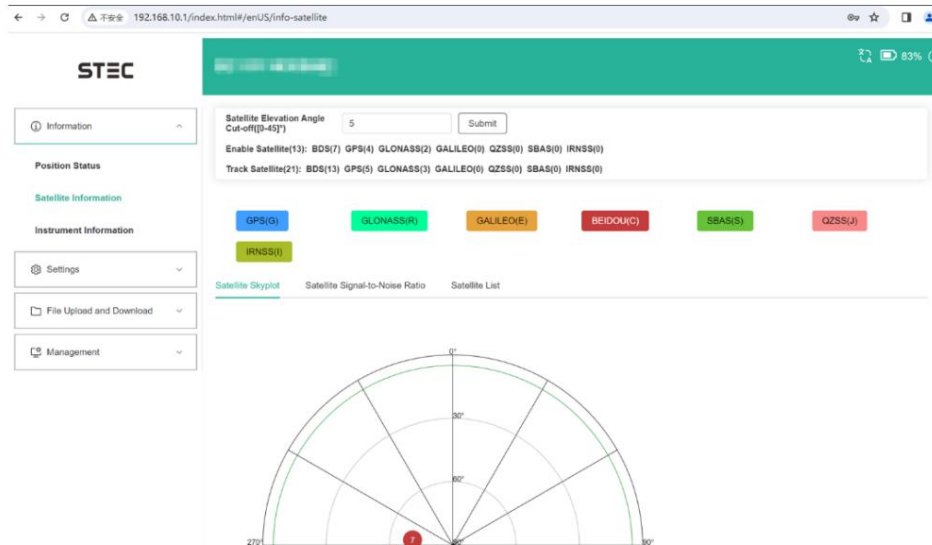 不安全 192.168.10.1/index.html#/enUS/info-satellite
STEC
83%
Information
Position Status
Satellite Information
Instrument Information
Settings
File Upload and Download
Management
Satellite Elevation Angle
Cut-off([0-45]°)
5
Submit
Enable Satellite(13): BDS(7) GPS(4) GLONASS(2) GALILEO(0) QZSS(0) SBAS(0) IRNSS(0)
Track Satellite(21): BDS(13) GPS(5) GLONASS(3) GALILEO(0) QZSS(0) SBAS(0) IRNSS(0)
GPS(G) GLONASS(R) GALILEO(E) BEIDOU(C) SBAS(S) QZSS(J)
IRNSS(I)
Satellite Skyplot Satellite Signal-to-Noise Ratio Satellite List
0°
30°
60°
270° 7 90° 90°